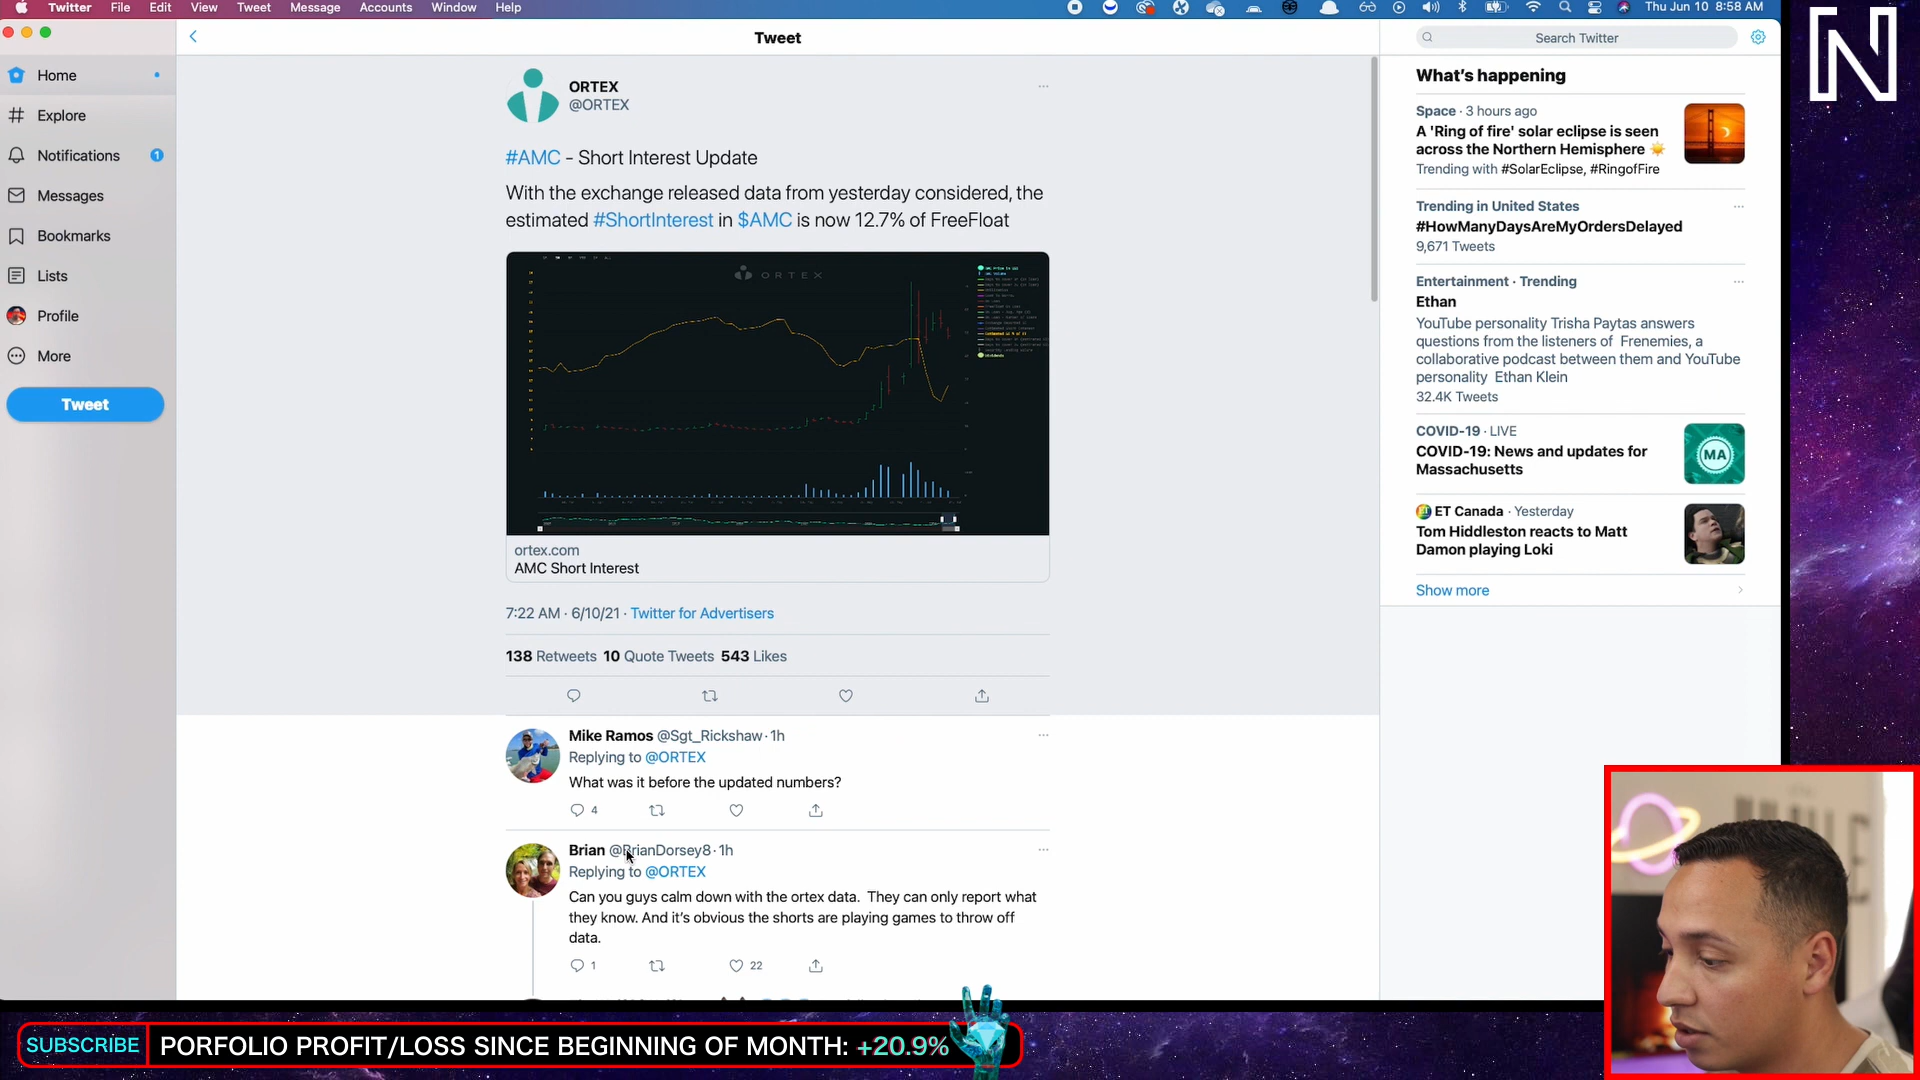 Twitter File Edit View Tweet Message Accounts Window Help
Thu Jun 10 8:58 AM
N
Home
Explore
Notifications 1
Messages
Bookmarks
Lists
Profile
More
Tweet
Tweet
ORTEX
@ORTEX
#AMC - Short Interest Update
With the exchange released data from yesterday considered, the
estimated #ShortInterest in $AMC is now 12.7% of FreeFloat
ORTEX
ortex.com
AMC Short Interest
7:22 AM · 6/10/21 · Twitter for Advertisers
138 Retweets 10 Quote Tweets 543 Likes
Mike Ramos @Sgt_Rickshaw · 1h
Replying to @ORTEX
What was it before the updated numbers?
4
Brian @BrianDorsey8 · 1h
Replying to @ORTEX
Can you guys calm down with the ortex data. They can only report what
they know. And it's obvious the shorts are playing games to throw off
data.
1 22
Search Twitter
What's happening
Space · 3 hours ago
A 'Ring of fire' solar eclipse is seen
across the Northern Hemisphere
Trending with #SolarEclipse, #RingofFire
Trending in United States
#HowManyDaysAreMyOrdersDelayed
9,671 Tweets
Entertainment · Trending
Ethan
YouTube personality Trisha Paytas answers
questions from the listeners of Frenemies, a
collaborative podcast between them and YouTube
personality Ethan Klein
32.4K Tweets
COVID-19 · LIVE
COVID-19: News and updates for
Massachusetts
MA
ET Canada · Yesterday
Tom Hiddleston reacts to Matt
Damon playing Loki
Show more
SUBSCRIBE PORFOLIO PROFIT/LOSS SINCE BEGINNING OF MONTH: +20.9%